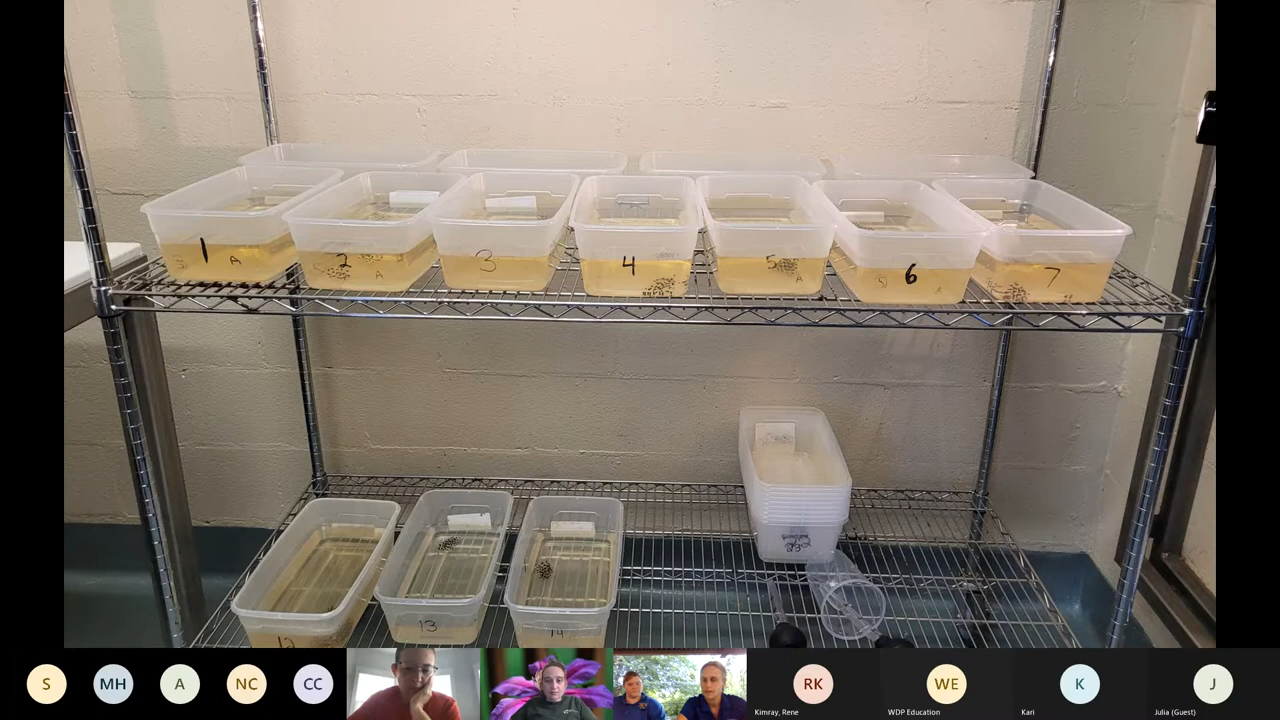 1 A
2 A
3
4
5 A
6
7
12
13
14
S
MH
A
NC
CC
RK
Kimray, Rene
WE
WDP Education
K
Kari
J
Julia (Guest)